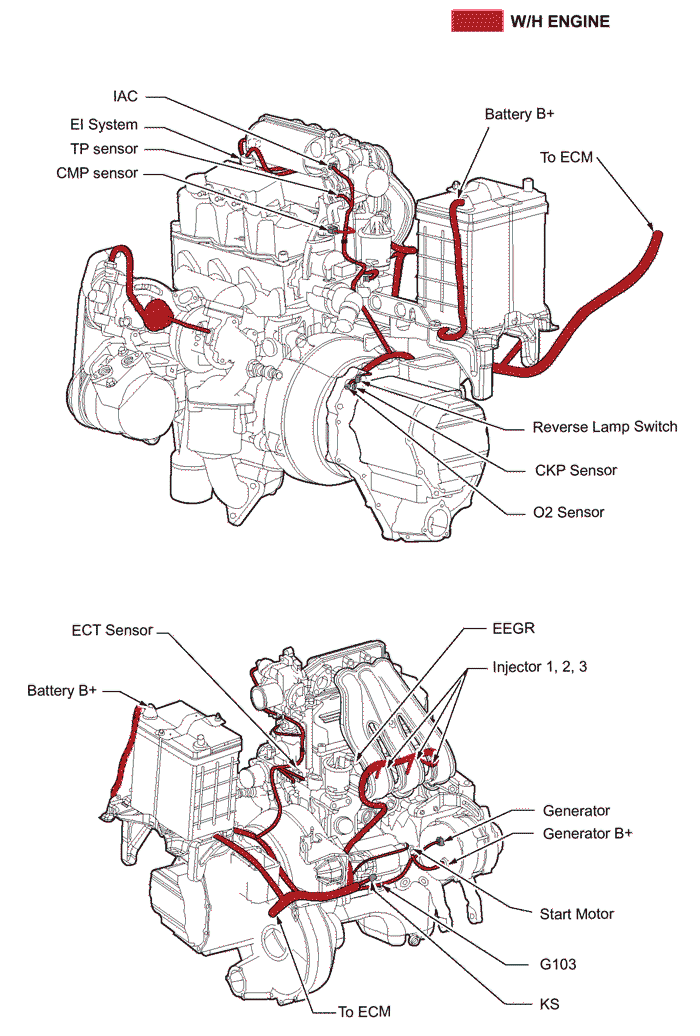 W/H ENGINE
IAC
EI System
TP sensor
CMP sensor
Battery B+
To ECM
Reverse Lamp Switch
CKP Sensor
O2 Sensor
ECT Sensor
EEGR
Battery B+
Injector 1, 2, 3
Generator
Generator B+
Start Motor
G103
KS
To ECM